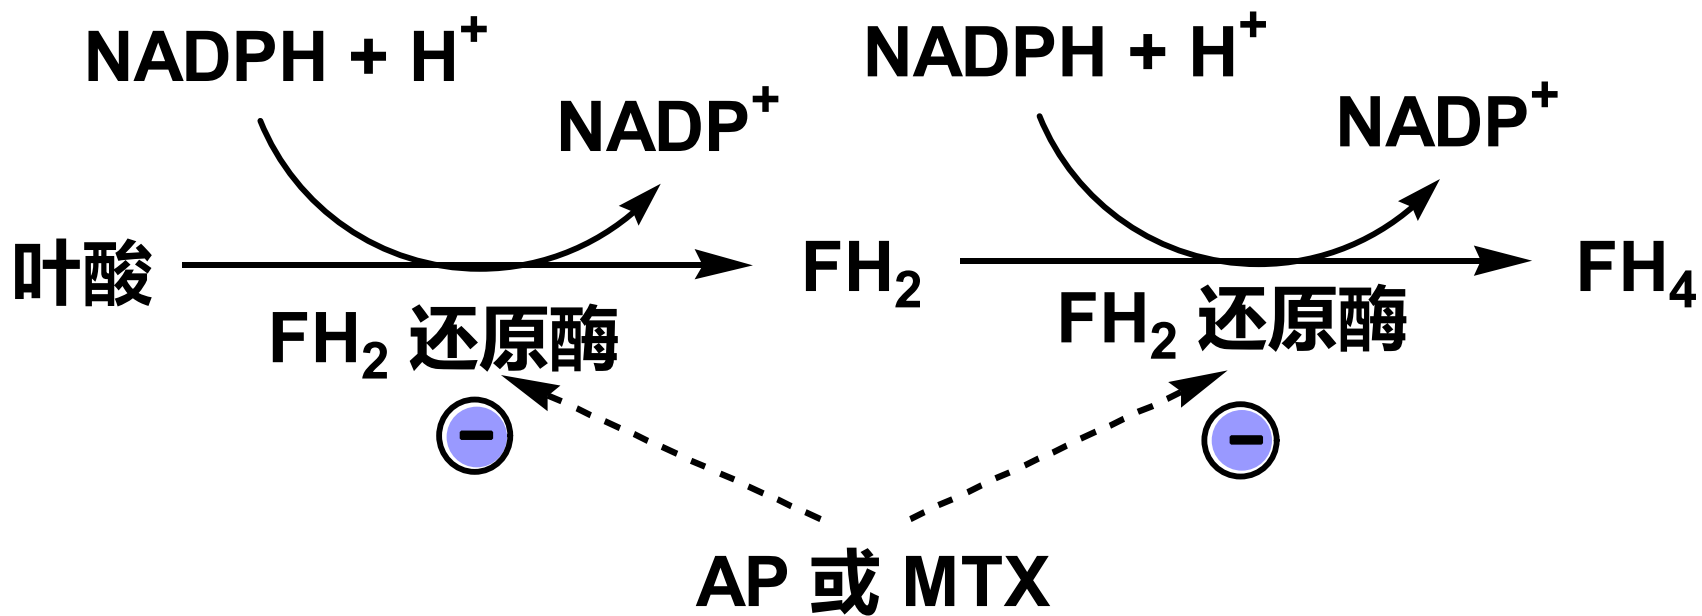 NADPH + H⁺
NADP⁺
NADPH + H⁺
NADP⁺
叶酸
FH₂
FH₄
FH₂ 还原酶
FH₂ 还原酶
-
-
AP 或 MTX